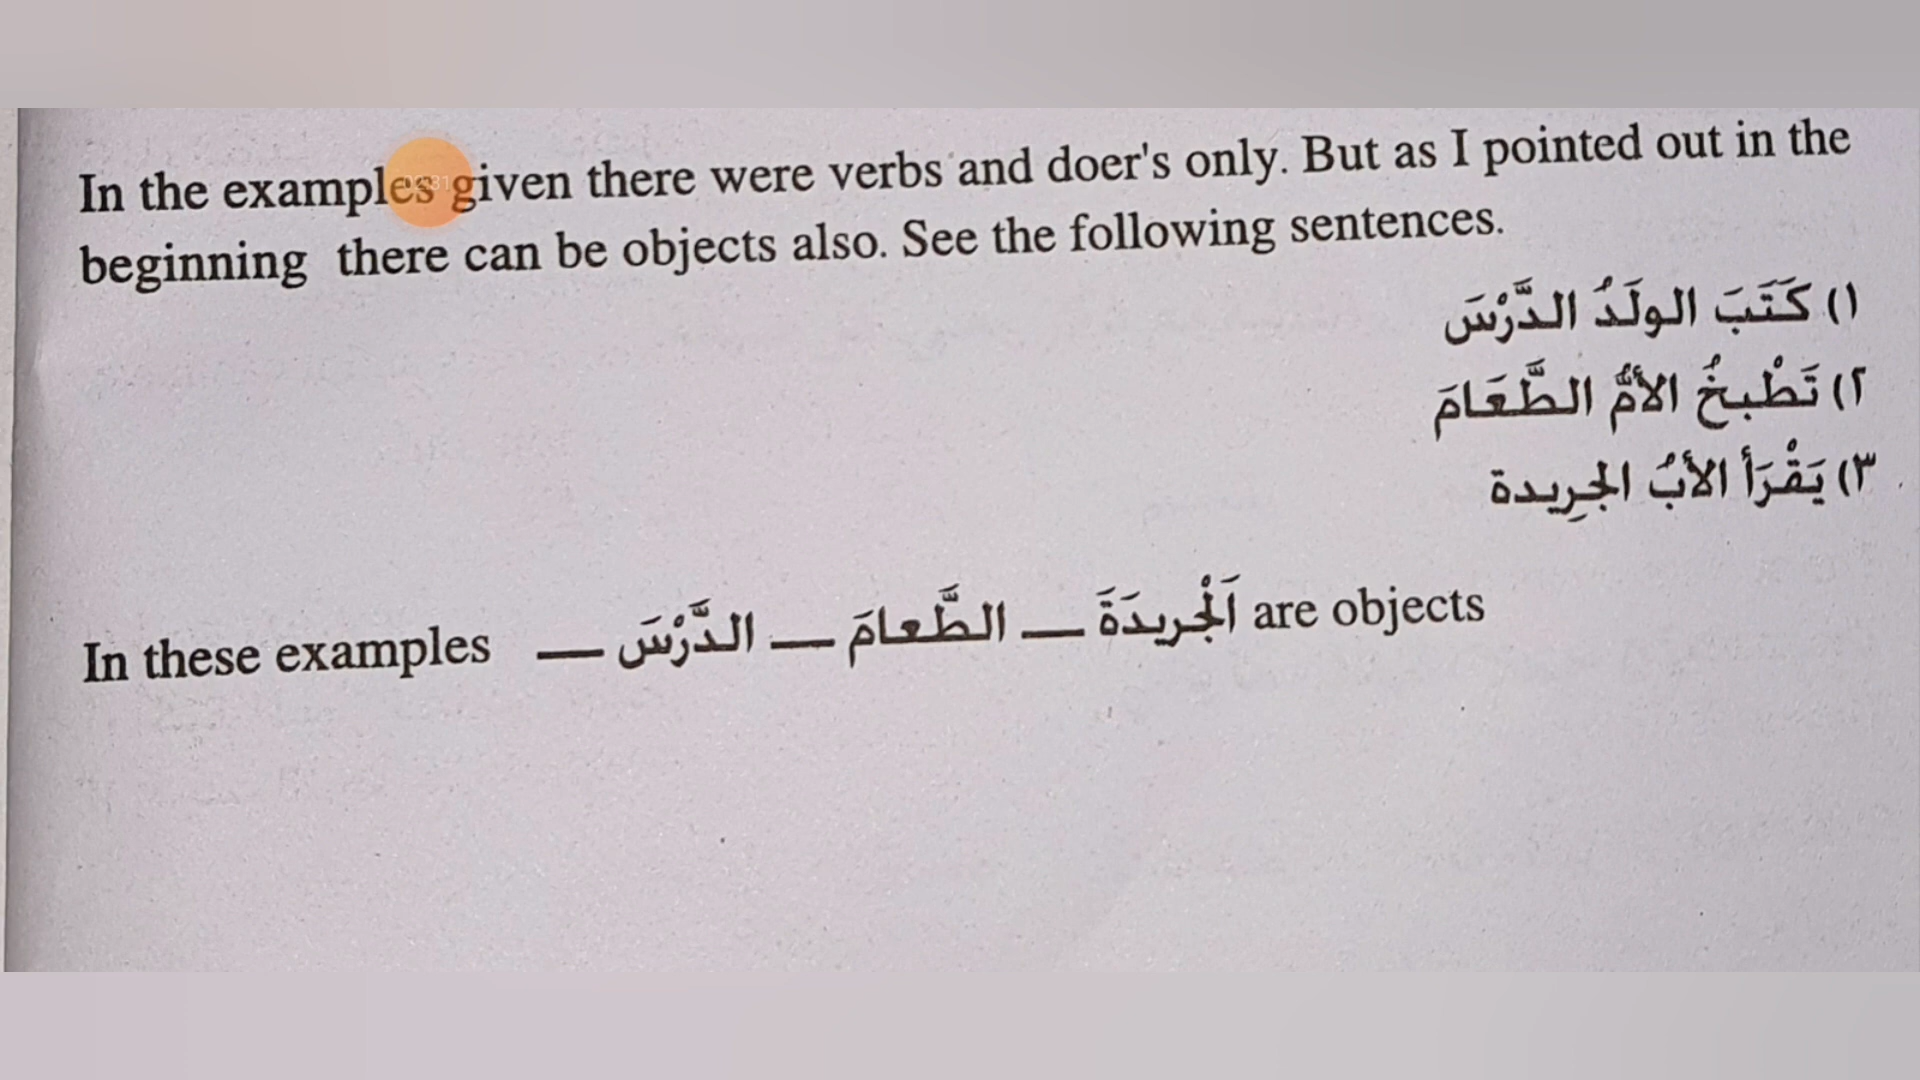 In the examples given there were verbs and doer's only. But as I pointed out in the
beginning there can be objects also. See the following sentences.
١) كَتَبَ الولَدُ الدَّرْسَ
٢) تَطْبخُ الأمُّ الطَّعَامَ
٣) يَقْرَأ الأبُ الجرِيدة
In these examples — الدَّرْسَ — الطَّعامَ — اَلْجريدَةَ are objects